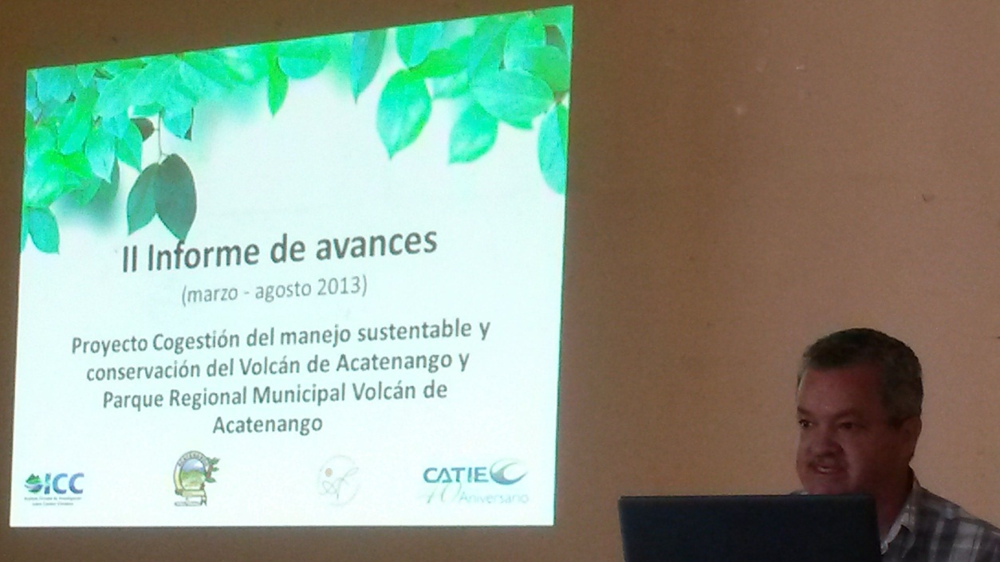 II Informe de avances
(marzo - agosto 2013)
Proyecto Cogestión del manejo sustentable y
conservación del Volcán de Acatenango y
Parque Regional Municipal Volcán de
Acatenango
ICC
CATIE
40 Aniversario